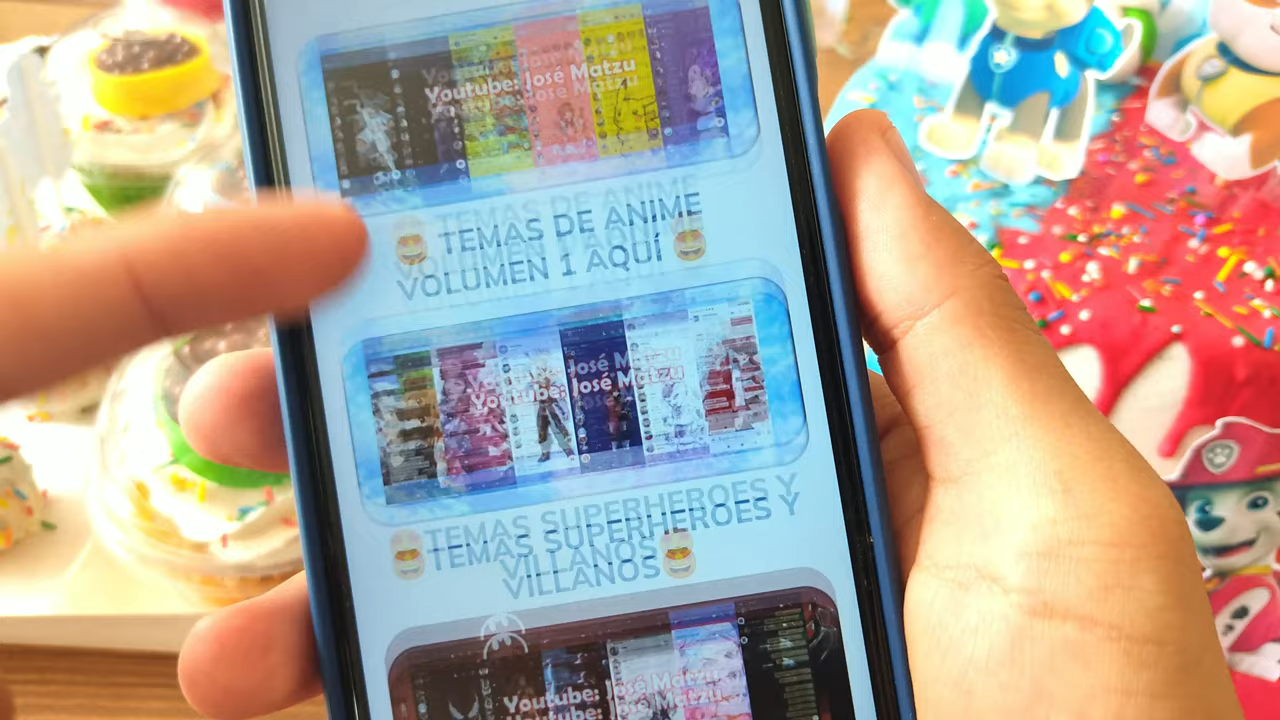 Youtube: José Matzu
TEMAS DE ANIME
VOLUMEN 1 AQUÍ
Youtube: José Matzu
TEMAS SUPERHEROES Y
VILLANOS
Youtube: José Matzu